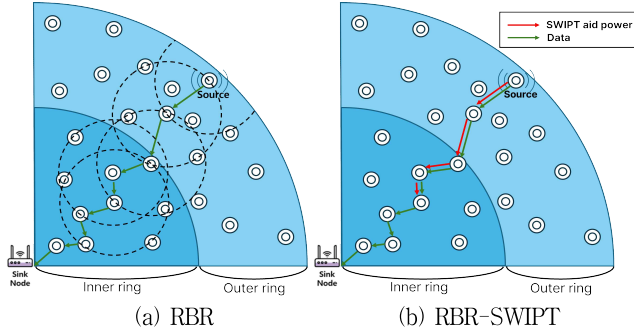 SWIPT aid power
Data
Source
Source
Sink
Node
Sink
Node
Inner ring
Outer ring
Inner ring
Outer ring
(a) RBR
(b) RBR-SWIPT